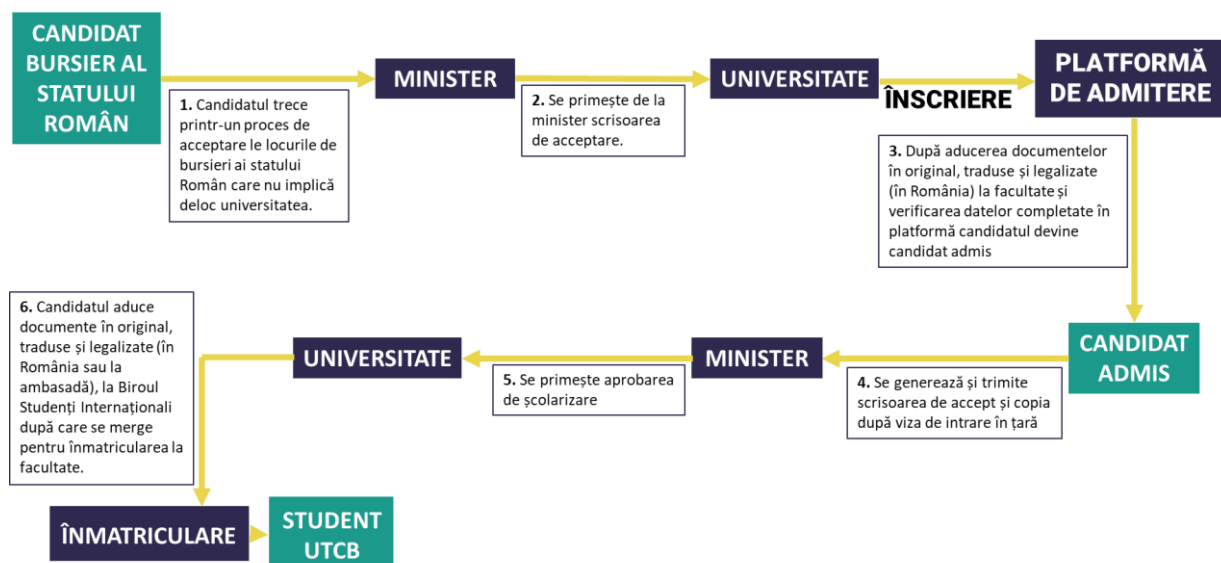 CANDIDAT
BURSIER AL
STATULUI
ROMÂN
1. Candidatul trece
printr-un proces de
acceptare le locurile de
bursieri ai statului
Român care nu implică
deloc universitatea.
MINISTER
2. Se primește de la
minister scrisoarea
de acceptare.
UNIVERSITATE
ÎNSCRIERE
PLATFORMĂ
DE ADMITERE
3. După aducerea documentelor
în original, traduse și legalizate
(în România) la facultate și
verificarea datelor completate în
platformă candidatul devine
candidat admis
CANDIDAT
ADMIS
4. Se generează și trimite
scrisoarea de accept și copia
după viza de intrare în țară
MINISTER
5. Se primește aprobarea
de școlarizare
UNIVERSITATE
6. Candidatul aduce
documente în original,
traduse și legalizate (în
România sau la
ambasadă), la Biroul
Studenți Internaționali
după care se merge
pentru înmatricularea la
facultate.
ÎNMATRICULARE
STUDENT
UTCB